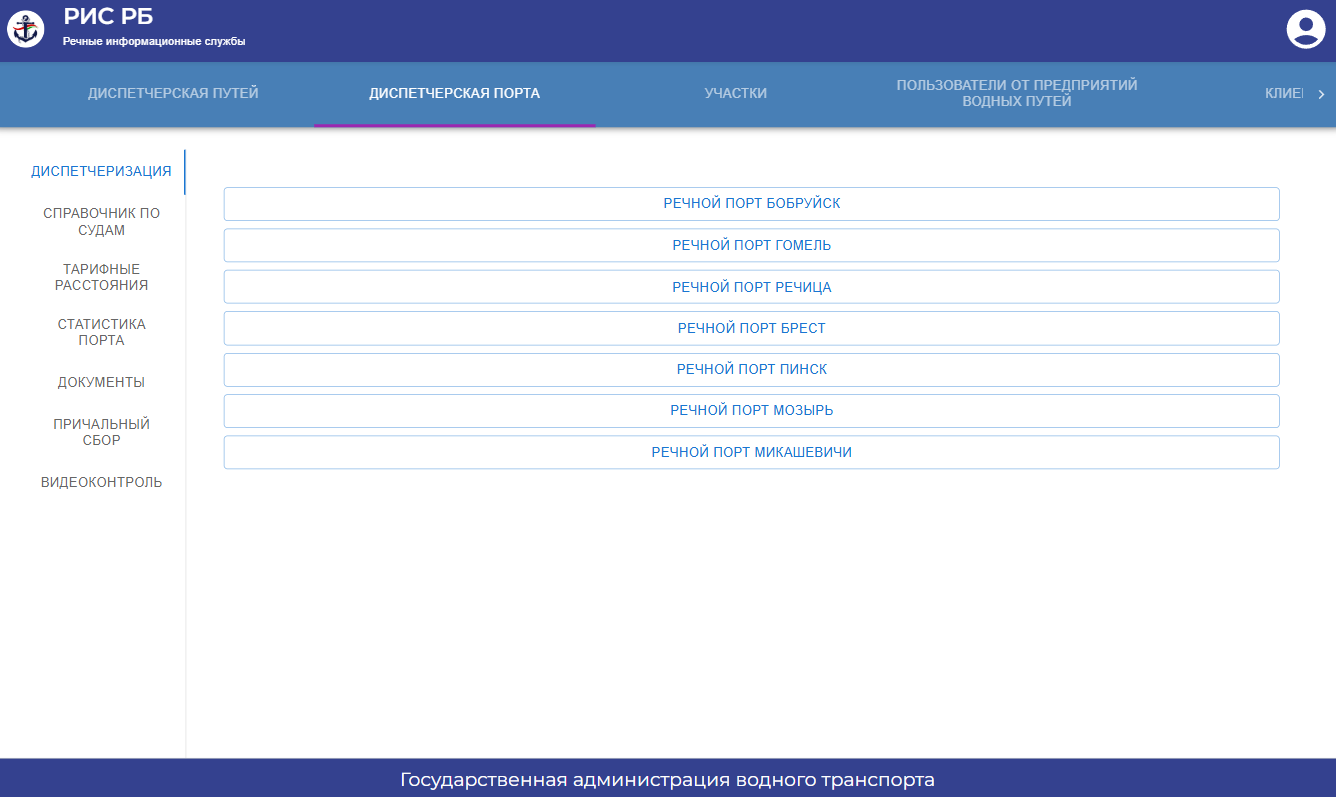 РИС РБ
Речные информационные службы
ДИСПЕТЧЕРСКАЯ ПУТЕЙ
ДИСПЕТЧЕРСКАЯ ПОРТА
УЧАСТКИ
ПОЛЬЗОВАТЕЛИ ОТ ПРЕДПРИЯТИЙ
ВОДНЫХ ПУТЕЙ
ДИСПЕТЧЕРИЗАЦИЯ
СПРАВОЧНИК ПО
СУДАМ
ТАРИФНЫЕ
РАССТОЯНИЯ
СТАТИСТИКА
ПОРТА
ДОКУМЕНТЫ
ПРИЧАЛЬНЫЙ
СБОР
ВИДЕОКОНТРОЛЬ
РЕЧНОЙ ПОРТ БОБРУЙСК
РЕЧНОЙ ПОРТ ГОМЕЛЬ
РЕЧНОЙ ПОРТ РЕЧИЦА
РЕЧНОЙ ПОРТ БРЕСТ
РЕЧНОЙ ПОРТ ПИНСК
РЕЧНОЙ ПОРТ МОЗЫРЬ
РЕЧНОЙ ПОРТ МИКАШЕВИЧИ
Государственная администрация водного транспорта